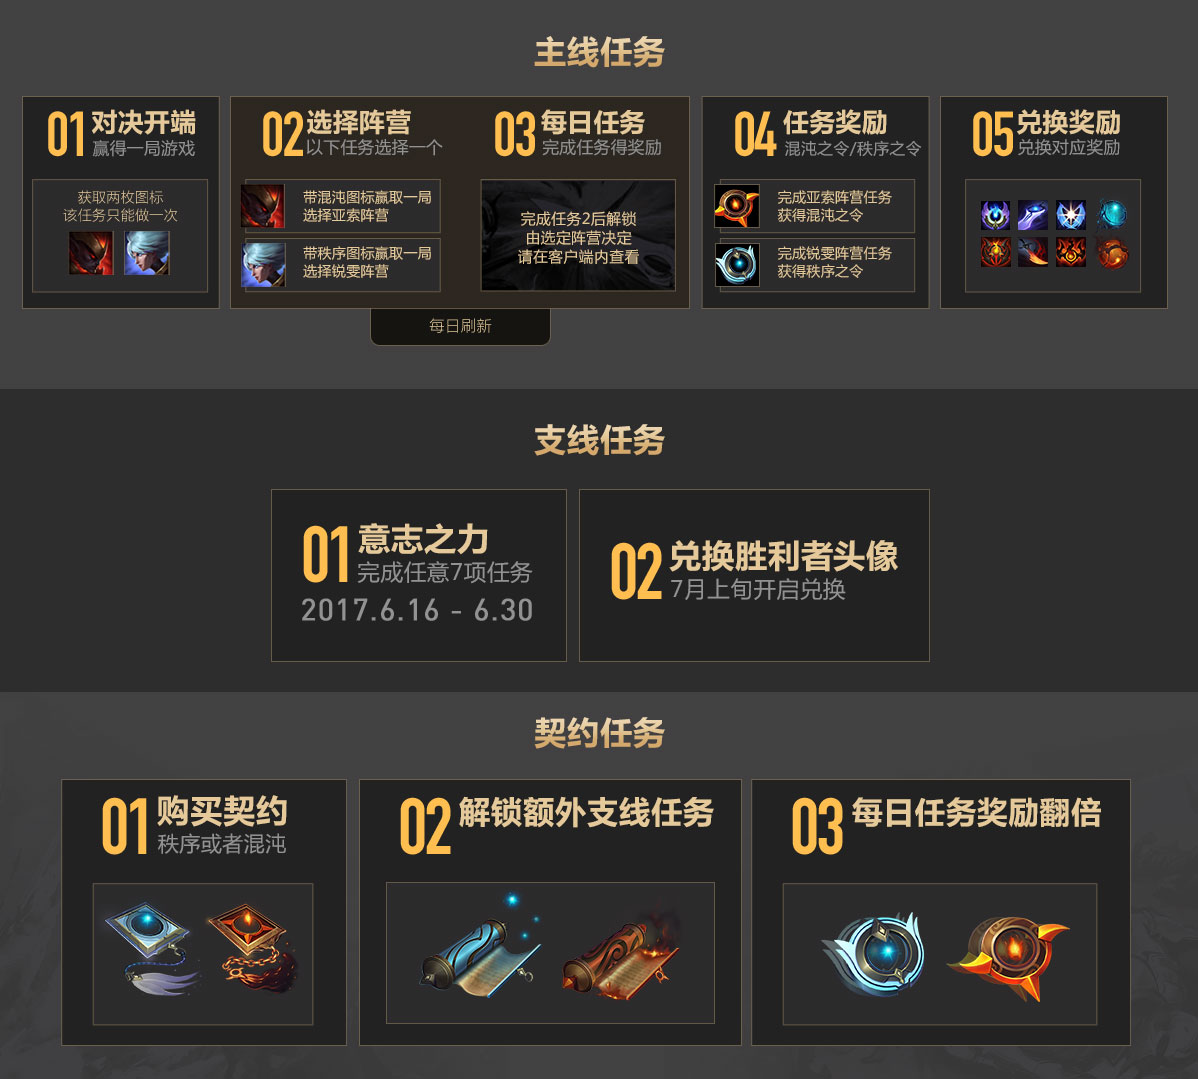 主线任务
01 对决开端
赢得一局游戏
获取两枚图标
该任务只能做一次
02 选择阵营
以下任务选择一个
带混沌图标赢取一局
选择亚索阵营
带秩序图标赢取一局
选择锐雯阵营
03 每日任务
完成任务得奖励
完成任务2后解锁
由选定阵营决定
请在客户端内查看
每日刷新
04 任务奖励
混沌之令/秩序之令
完成亚索阵营任务
获得混沌之令
完成锐雯阵营任务
获得秩序之令
05 兑换奖励
兑换对应奖励
支线任务
01 意志之力
完成任意7项任务
2017.6.16 - 6.30
02 兑换胜利者头像
7月上旬开启兑换
契约任务
01 购买契约
秩序或者混沌
02 解锁额外支线任务
03 每日任务奖励翻倍